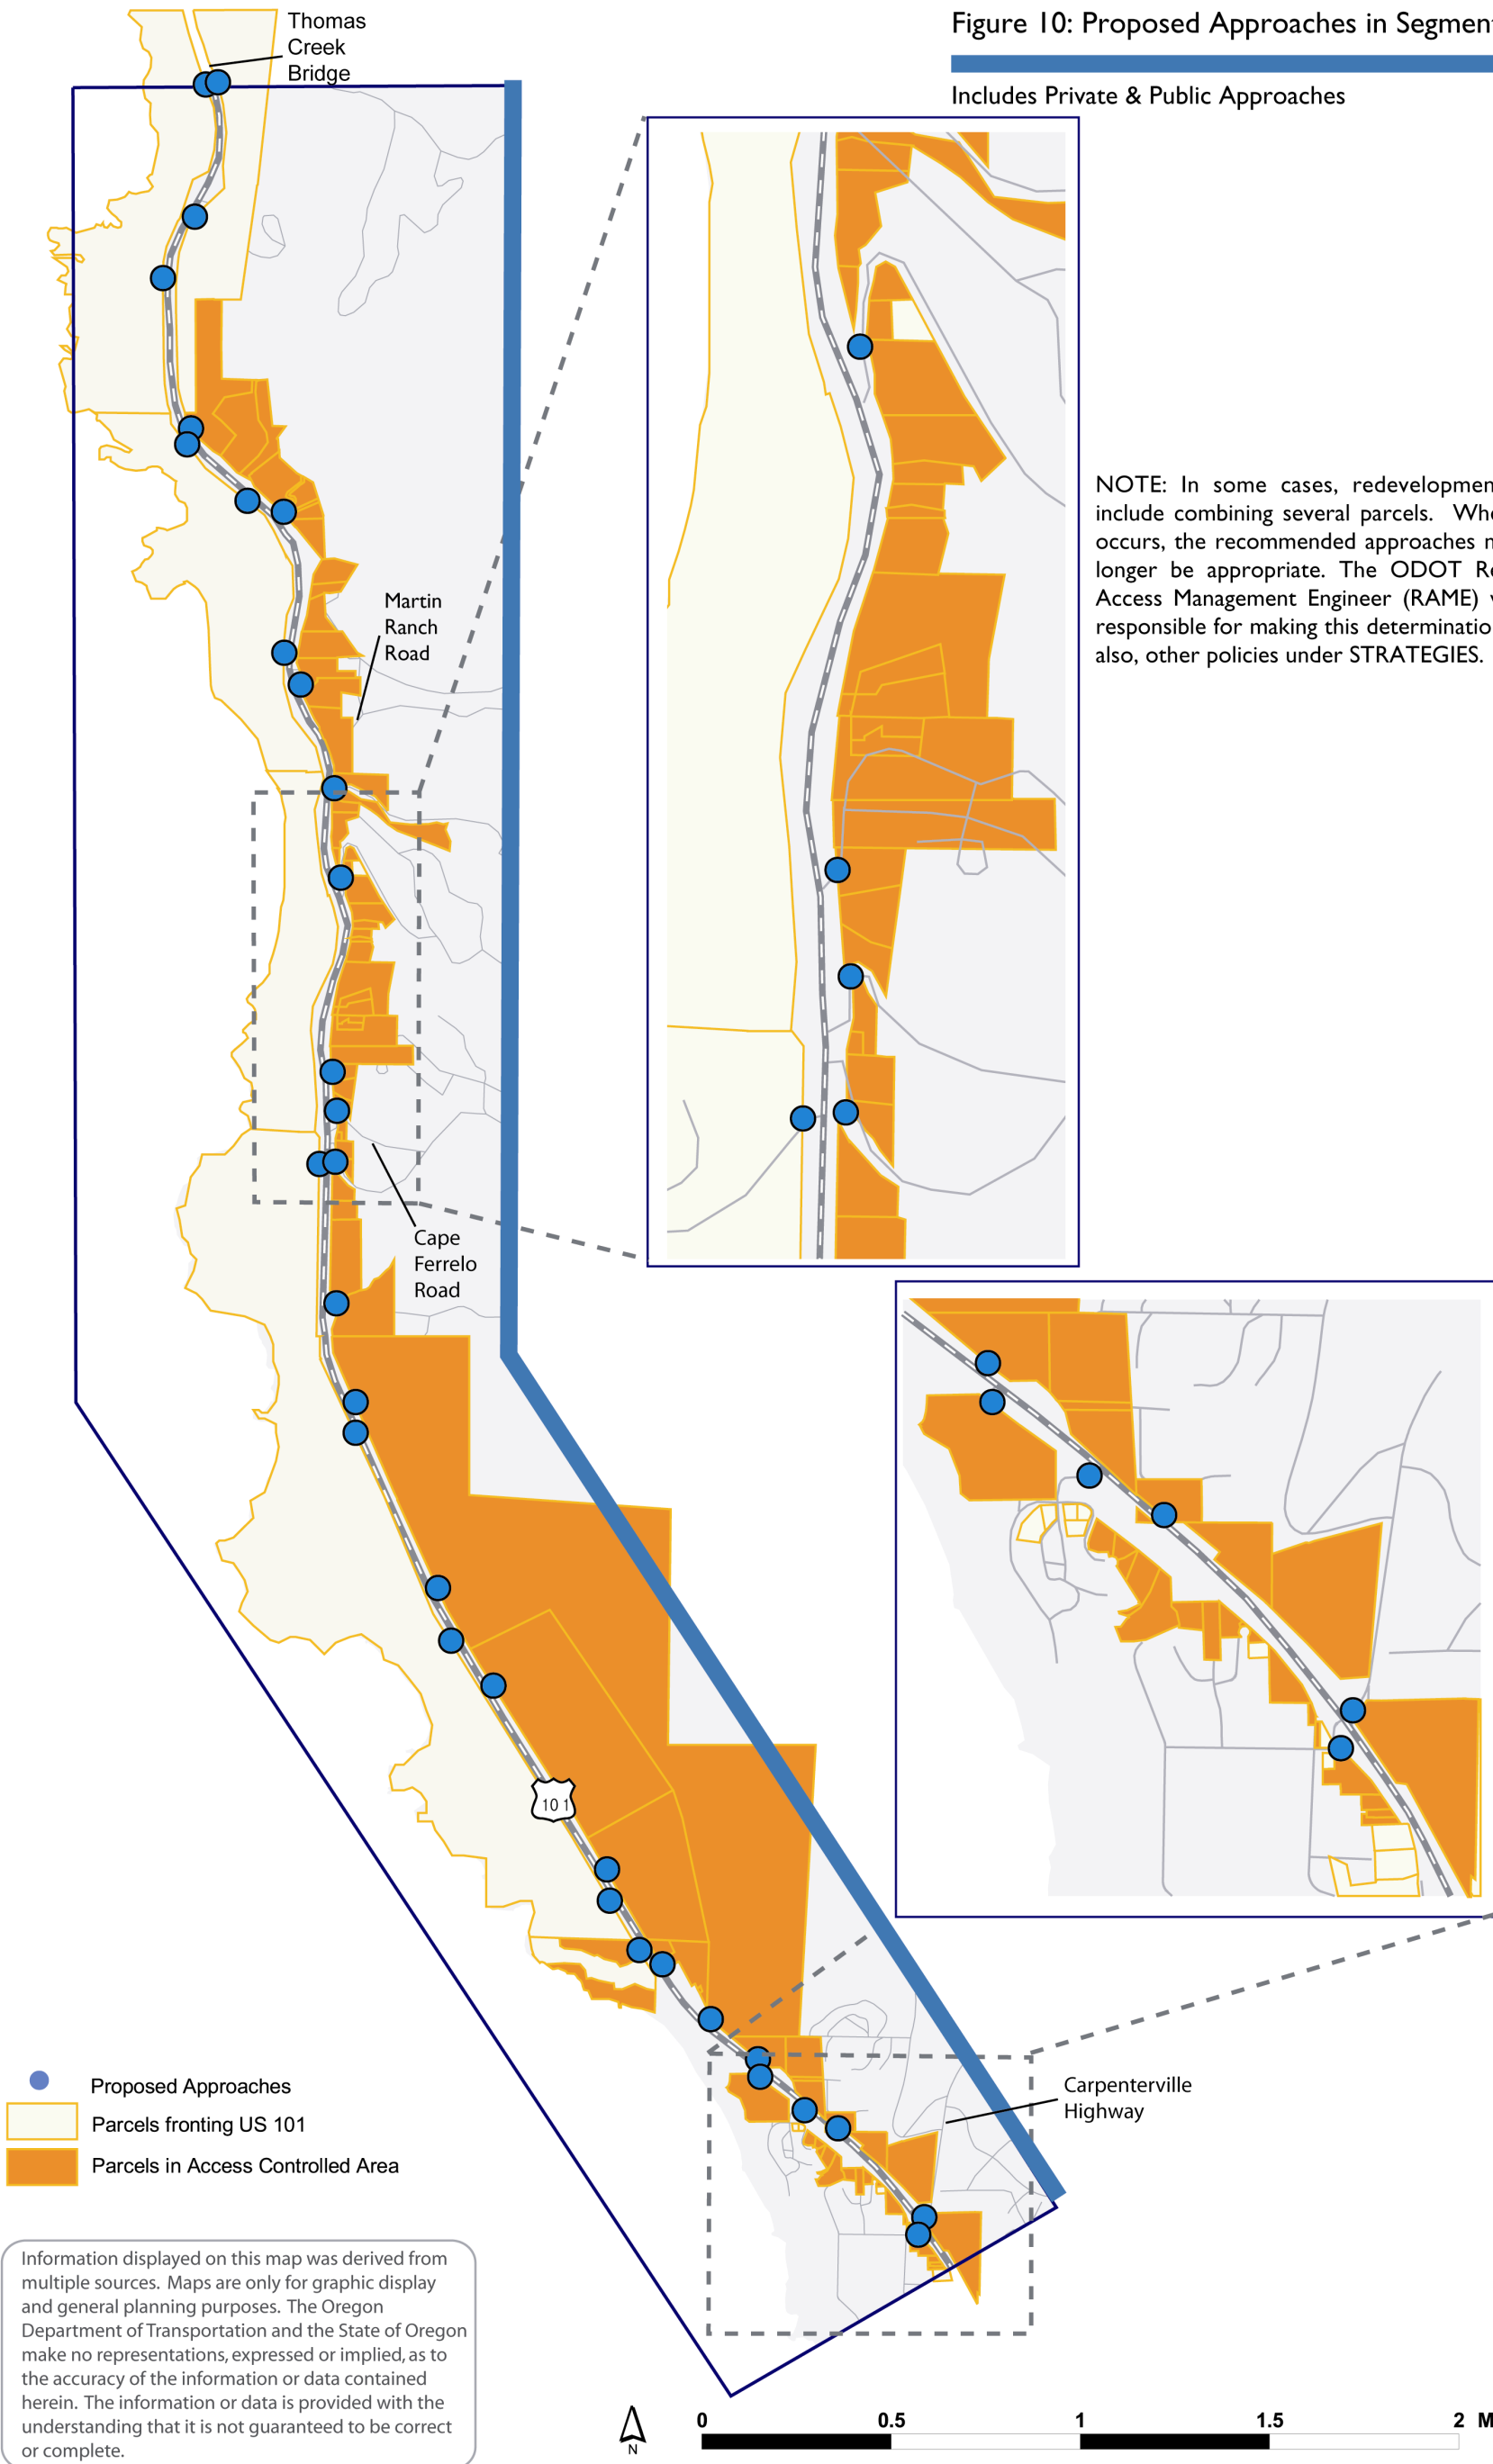 Thomas
Creek
Bridge
Figure 10: Proposed Approaches in Segment
Includes Private & Public Approaches
NOTE: In some cases, redevelopmen
include combining several parcels. Whe
occurs, the recommended approaches m
longer be appropriate. The ODOT Re
Access Management Engineer (RAME) w
responsible for making this determinatio
also, other policies under STRATEGIES.
Martin
Ranch
Road
Cape
Ferrelo
Road
101
Carpenterville
Highway
Proposed Approaches
Parcels fronting US 101
Parcels in Access Controlled Area
Information displayed on this map was derived from
multiple sources. Maps are only for graphic display
and general planning purposes. The Oregon
Department of Transportation and the State of Oregon
make no representations, expressed or implied, as to
the accuracy of the information or data contained
herein. The information or data is provided with the
understanding that it is not guaranteed to be correct
or complete.
N
0 0.5 1 1.5 2 M